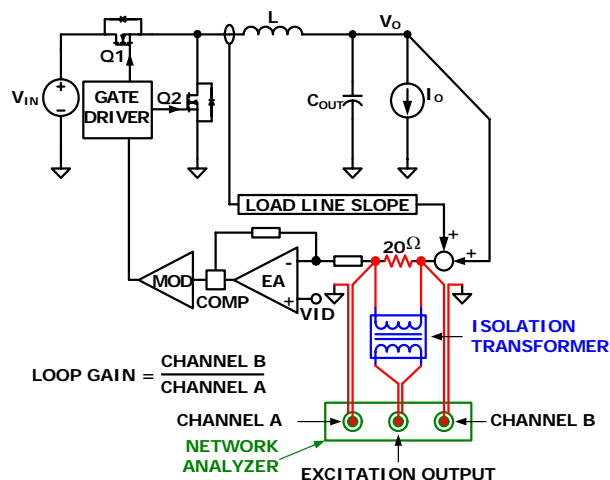 L
VO
Q1
VIN
+
−
GATE
DRIVER
Q2
COUT
IO
LOAD LINE SLOPE
+
+
20Ω
-
EA
+
MOD
COMP
VID
ISOLATION
TRANSFORMER
LOOP GAIN = CHANNEL B
CHANNEL A
CHANNEL A
CHANNEL B
NETWORK
ANALYZER
EXCITATION OUTPUT